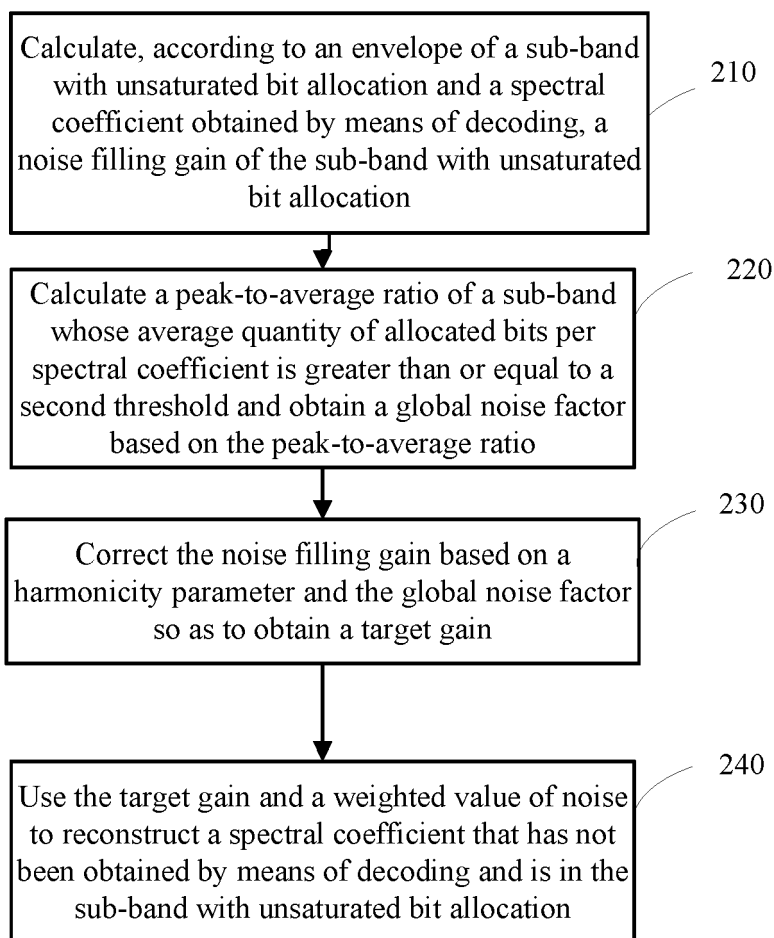 Calculate, according to an envelope of a sub-band
with unsaturated bit allocation and a spectral
coefficient obtained by means of decoding, a
noise filling gain of the sub-band with unsaturated
bit allocation
210
Calculate a peak-to-average ratio of a sub-band
whose average quantity of allocated bits per
spectral coefficient is greater than or equal to a
second threshold and obtain a global noise factor
based on the peak-to-average ratio
220
Correct the noise filling gain based on a
harmonicity parameter and the global noise factor
so as to obtain a target gain
230
Use the target gain and a weighted value of noise
to reconstruct a spectral coefficient that has not
been obtained by means of decoding and is in the
sub-band with unsaturated bit allocation
240